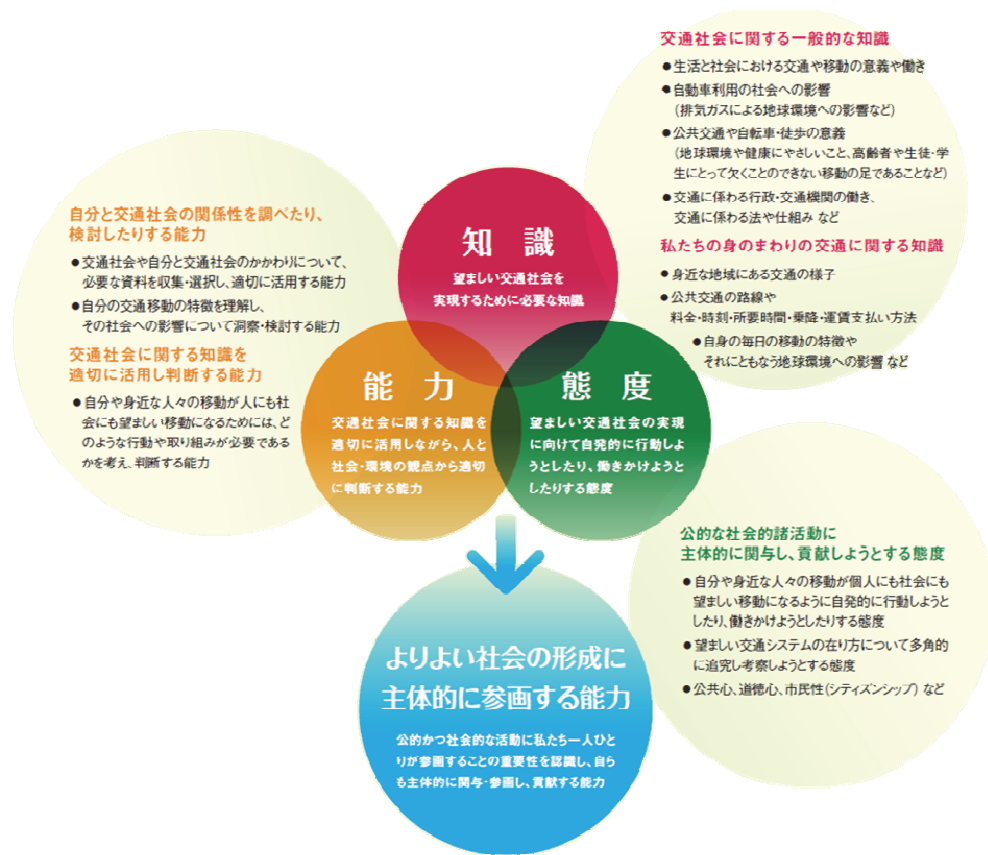 交通社会に関する一般的な知識
●生活と社会における交通や移動の意義や働き
●自動車利用の社会への影響
(排気ガスによる地球環境への影響など)
●公共交通や自転車・徒歩の意義
(地球環境や健康にやさしいこと、高齢者や生徒・学
生にとって欠くことのできない移動の足であることなど)
●交通に係わる行政・交通機関の働き、
交通に係わる法や仕組み など
私たちの身のまわりの交通に関する知識
●身近な地域にある交通の様子
●公共交通の路線や
料金・時刻・所要時間・乗降・運賃支払い方法
●自身の毎日の移動の特徴や
それにともなう地球環境への影響 など
知 識
望ましい交通社会を
実現するために必要な知識
自分と交通社会の関係性を調べたり、
検討したりする能力
●交通社会や自分と交通社会のかかわりについて、
必要な資料を収集・選択し、適切に活用する能力
●自分の交通移動の特徴を理解し、
その社会への影響について洞察・検討する能力
交通社会に関する知識を
適切に活用し判断する能力
●自分や身近な人々の移動が人にも社
会にも望ましい移動になるためには、ど
のような行動や取り組みが必要である
かを考え、判断する能力
能 力
交通社会に関する知識を
適切に活用しながら、人と
社会・環境の観点から適切
に判断する能力
態 度
望ましい交通社会の実現
に向けて自発的に行動しよ
うとしたり、働きかけようと
したりする態度
公的な社会的諸活動に
主体的に関与し、貢献しようとする態度
●自分や身近な人々の移動が個人にも社会にも
望ましい移動になるように自発的に行動しようと
したり、働きかけようとしたりする態度
●望ましい交通システムの在り方について多角的
に追究し考察しようとする態度
●公共心、道徳心、市民性(シティズンシップ) など
よりよい社会の形成に
主体的に参画する能力
公的かつ社会的な活動に私たち一人ひと
りが参画することの重要性を認識し、自ら
も主体的に関与・参画し、貢献する能力